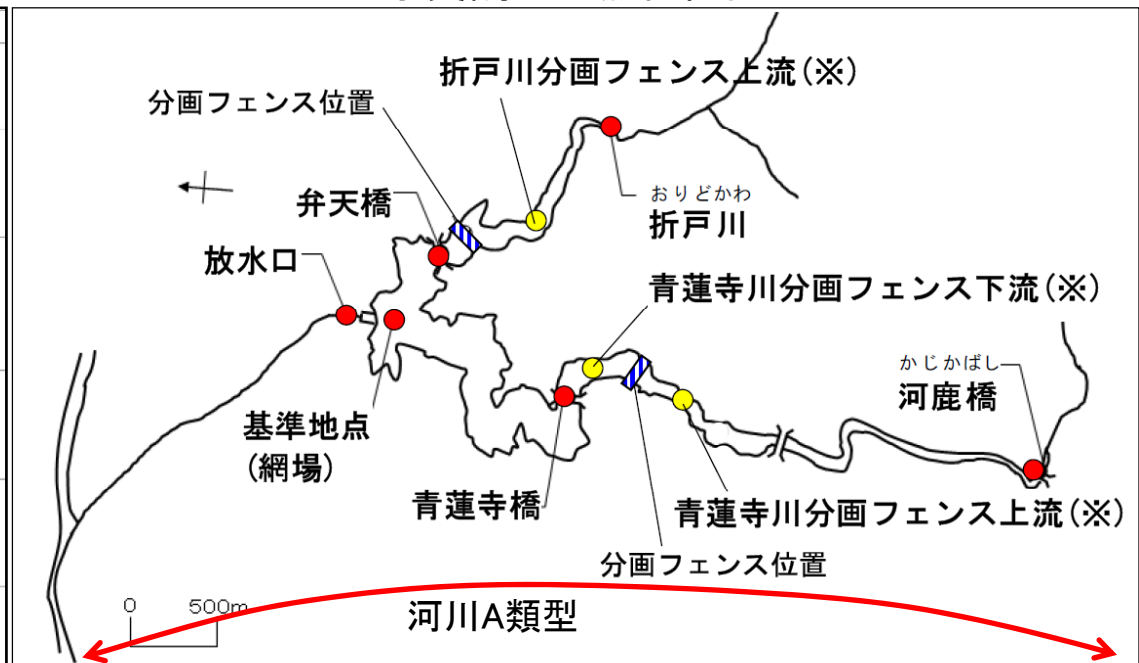 折戸川分画フェンス上流(※)
分画フェンス位置
弁天橋
おりどかわ
折戸川
放水口
青蓮寺川分画フェンス下流(※)
かじかばし
河鹿橋
基準地点
(網場)
青蓮寺橋
青蓮寺川分画フェンス上流(※)
分画フェンス位置
0 500m
河川A類型